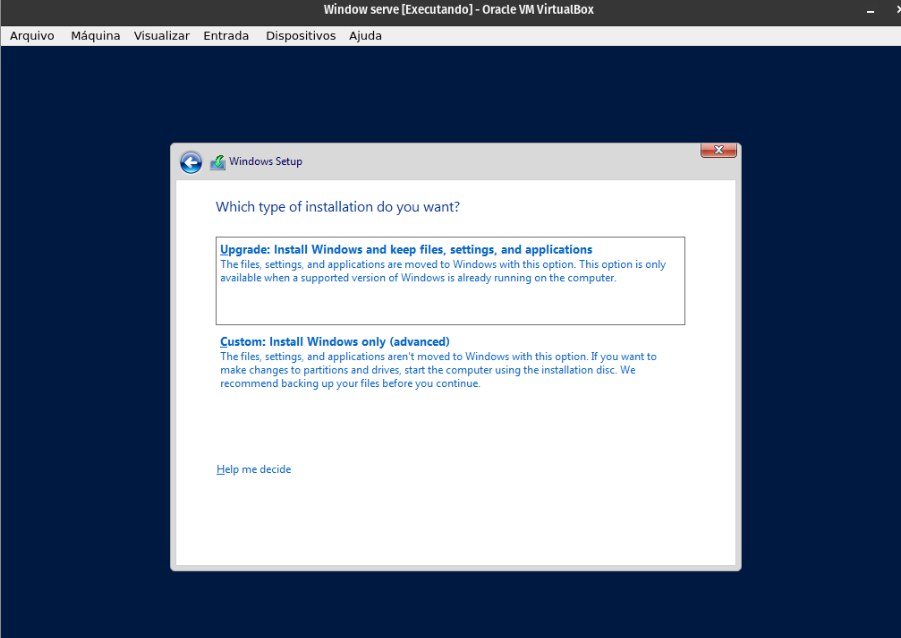 Window serve [Executando] - Oracle VM VirtualBox
Arquivo Máquina Visualizar Entrada Dispositivos Ajuda
Windows Setup
Which type of installation do you want?
Upgrade: Install Windows and keep files, settings, and applications
The files, settings, and applications are moved to Windows with this option. This option is only
available when a supported version of Windows is already running on the computer.
Custom: Install Windows only (advanced)
The files, settings, and applications aren't moved to Windows with this option. If you want to
make changes to partitions and drives, start the computer using the installation disc. We
recommend backing up your files before you continue.
Help me decide